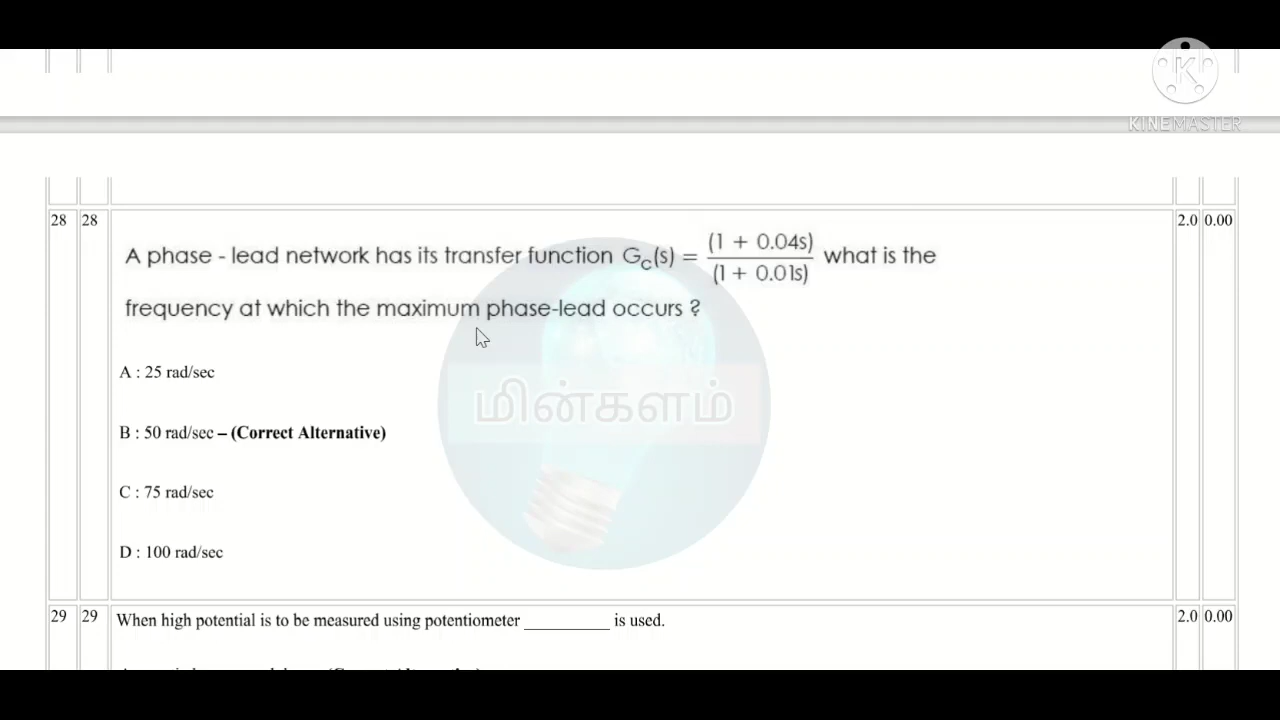 KINEMASTER
28 28 2.0 0.00
A phase - lead network has its transfer function G_c(s) = (1 + 0.04s) / (1 + 0.01s) what is the
frequency at which the maximum phase-lead occurs ?
மின்களம்
A : 25 rad/sec
B : 50 rad/sec – (Correct Alternative)
C : 75 rad/sec
D : 100 rad/sec
29 29 When high potential is to be measured using potentiometer __________ is used. 2.0 0.00